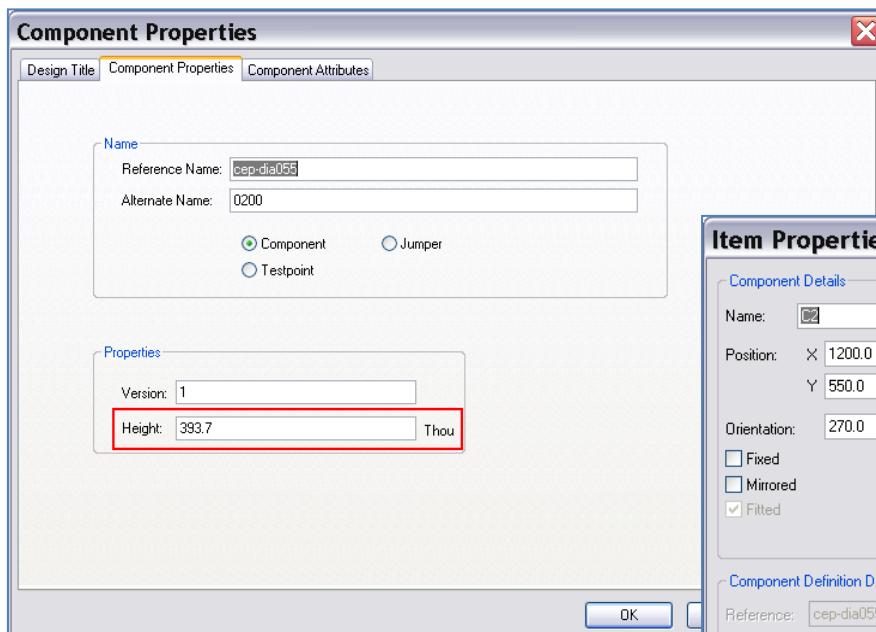 Component Properties
Design Title Component Properties Component Attributes
Name
Reference Name: cep-dia055
Alternate Name: 0200
Component Jumper
Testpoint
Properties
Version: 1
Height: 393.7 Thou
OK
Item Propertie
Component Details
Name: C2
Position: X 1200.0
Y 550.0
Orientation: 270.0
Fixed
Mirrored
Fitted
Component Definition D
Reference: cep-dia05